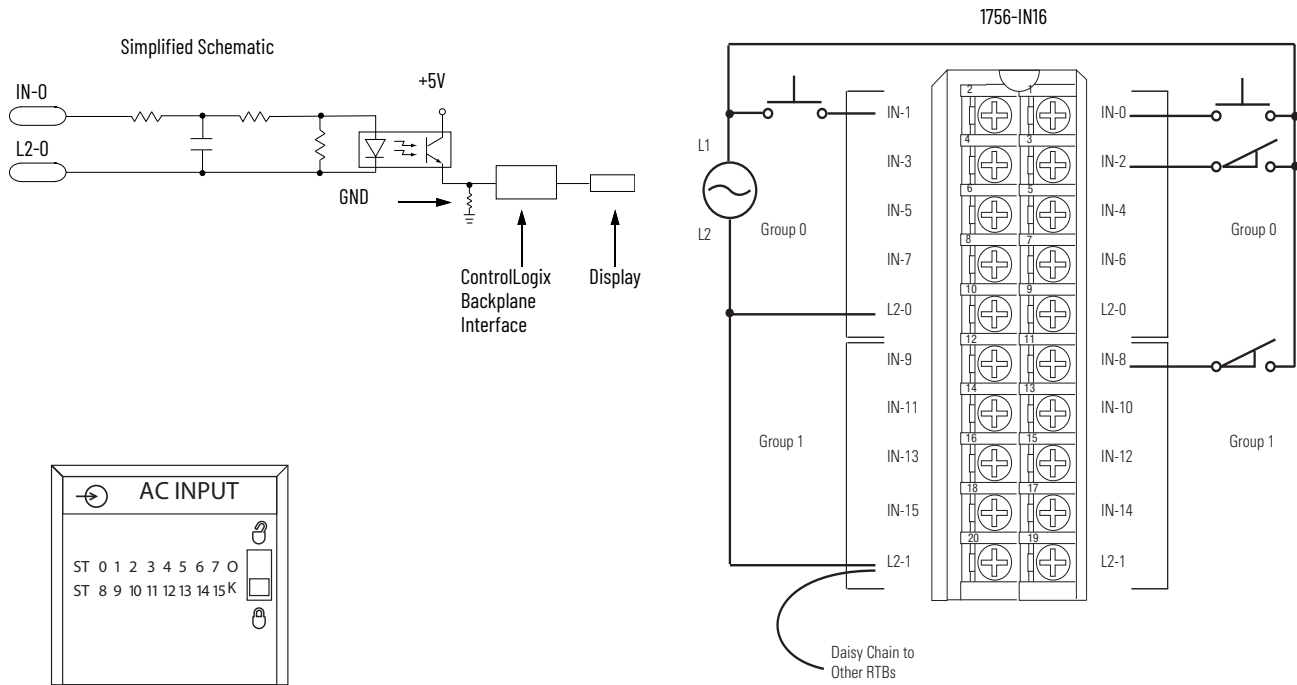 1756-IN16
Simplified Schematic
+5V
IN-0
L2-0
GND
ControlLogix
Backplane
Interface
Display
L1
L2
Group 0
Group 1
IN-1
IN-3
IN-5
IN-7
L2-0
IN-9
IN-11
IN-13
IN-15
L2-1
2 1
4 3
6 5
8 7
10 9
12 11
14 13
16 15
18 17
20 19
IN-0
IN-2
IN-4
IN-6
L2-0
IN-8
IN-10
IN-12
IN-14
L2-1
Group 0
Group 1
Daisy Chain to
Other RTBs
AC INPUT
ST 0 1 2 3 4 5 6 7 O
ST 8 9 10 11 12 13 14 15 K